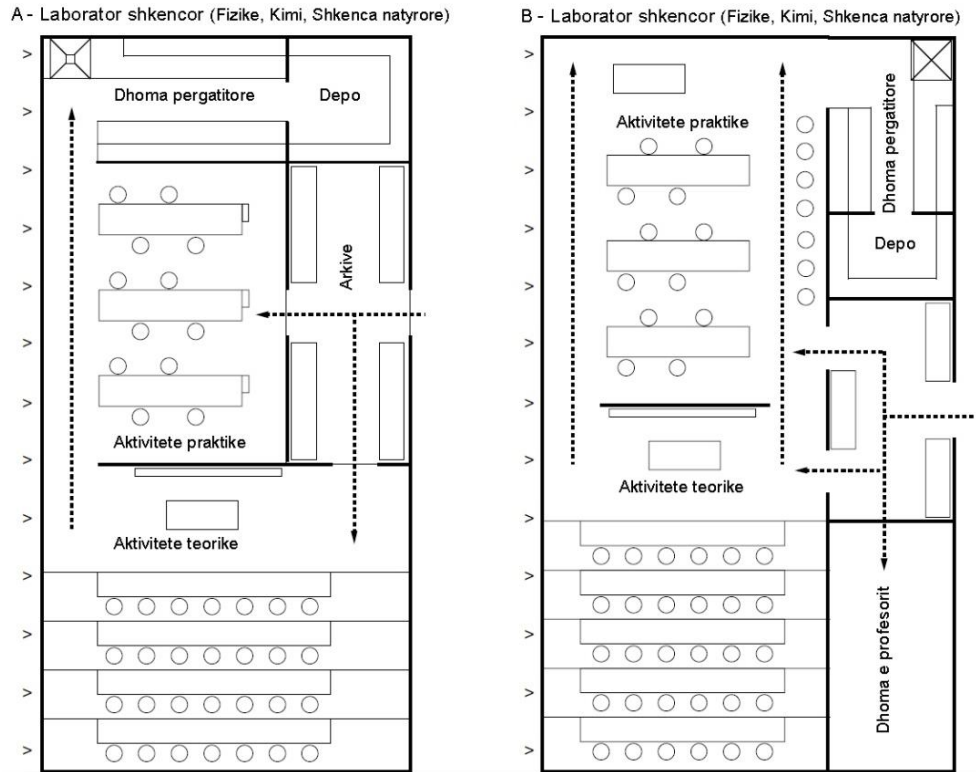 A - Laborator shkencor (Fizike, Kimi, Shkenca natyrore)
Dhoma pergatitore
Depo
Arkive
Aktivitete praktike
Aktivitete teorike
B - Laborator shkencor (Fizike, Kimi, Shkenca natyrore)
Aktivitete praktike
Dhoma pergatitore
Depo
Aktivitete teorike
Dhoma e profesorit